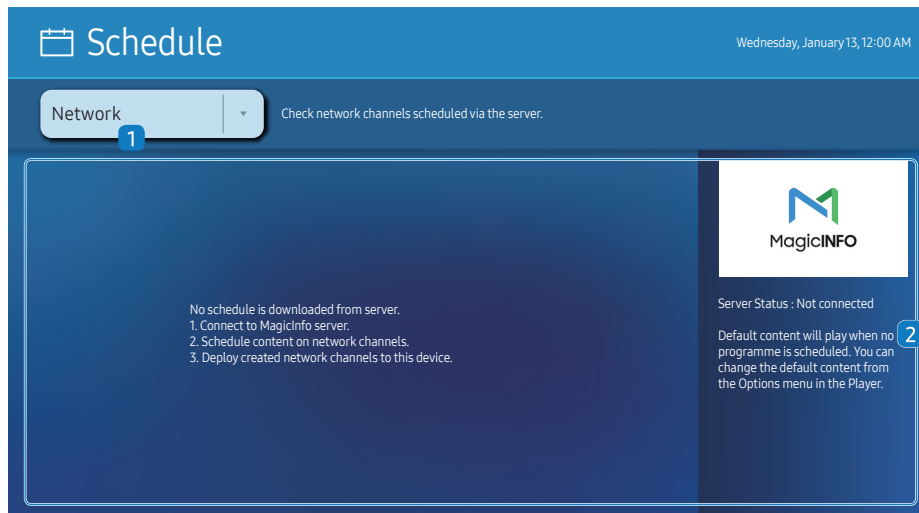 Schedule
Wednesday, January 13, 12:00 AM
Network
1
Check network channels scheduled via the server.
MagicINFO
No schedule is downloaded from server.
1. Connect to MagicInfo server.
2. Schedule content on network channels.
3. Deploy created network channels to this device.
Server Status : Not connected
Default content will play when no
programme is scheduled. You can
change the default content from
the Options menu in the Player.
2